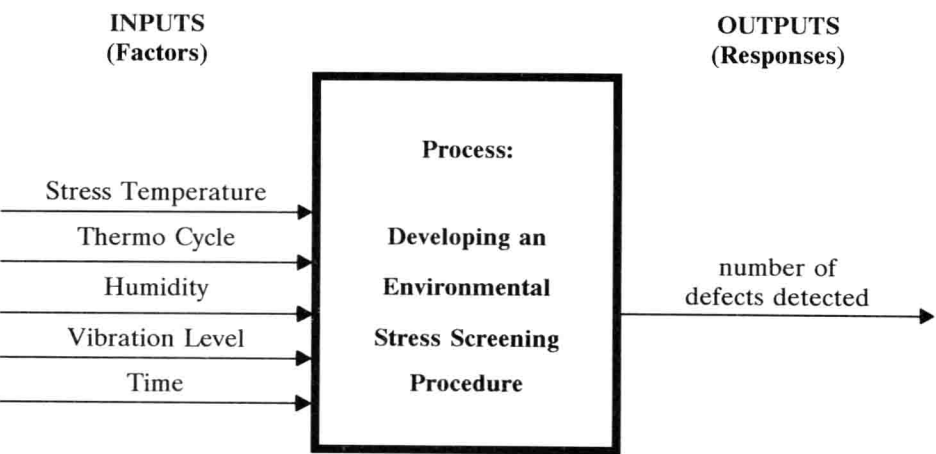 INPUTS
(Factors)
OUTPUTS
(Responses)
Process:
Stress Temperature
Thermo Cycle
Developing an
Humidity
Environmental
number of
defects detected
Vibration Level
Stress Screening
Time
Procedure